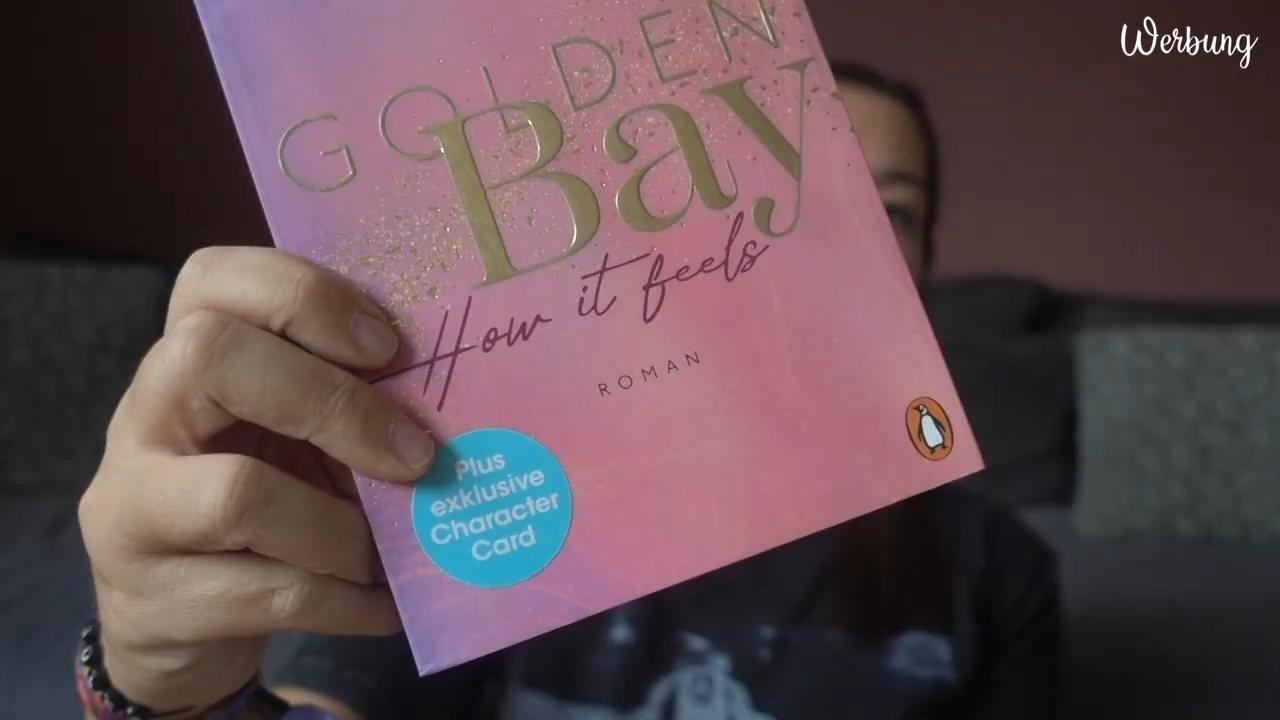 Werbung
GOLDEN
Bay
How it feels
ROMAN
Plus
exklusive
Character
Card